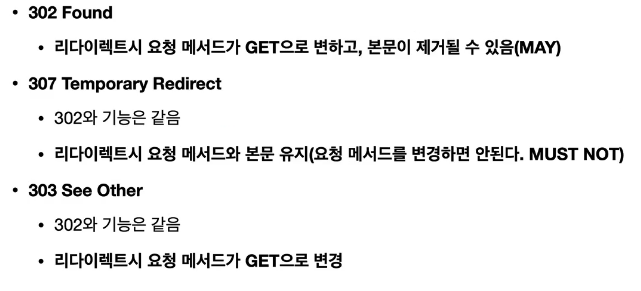 • 302 Found
• 리다이렉트시 요청 메서드가 GET으로 변하고, 본문이 제거될 수 있음(MAY)
• 307 Temporary Redirect
• 302와 기능은 같음
• 리다이렉트시 요청 메서드와 본문 유지(요청 메서드를 변경하면 안된다. MUST NOT)
• 303 See Other
• 302와 기능은 같음
• 리다이렉트시 요청 메서드가 GET으로 변경